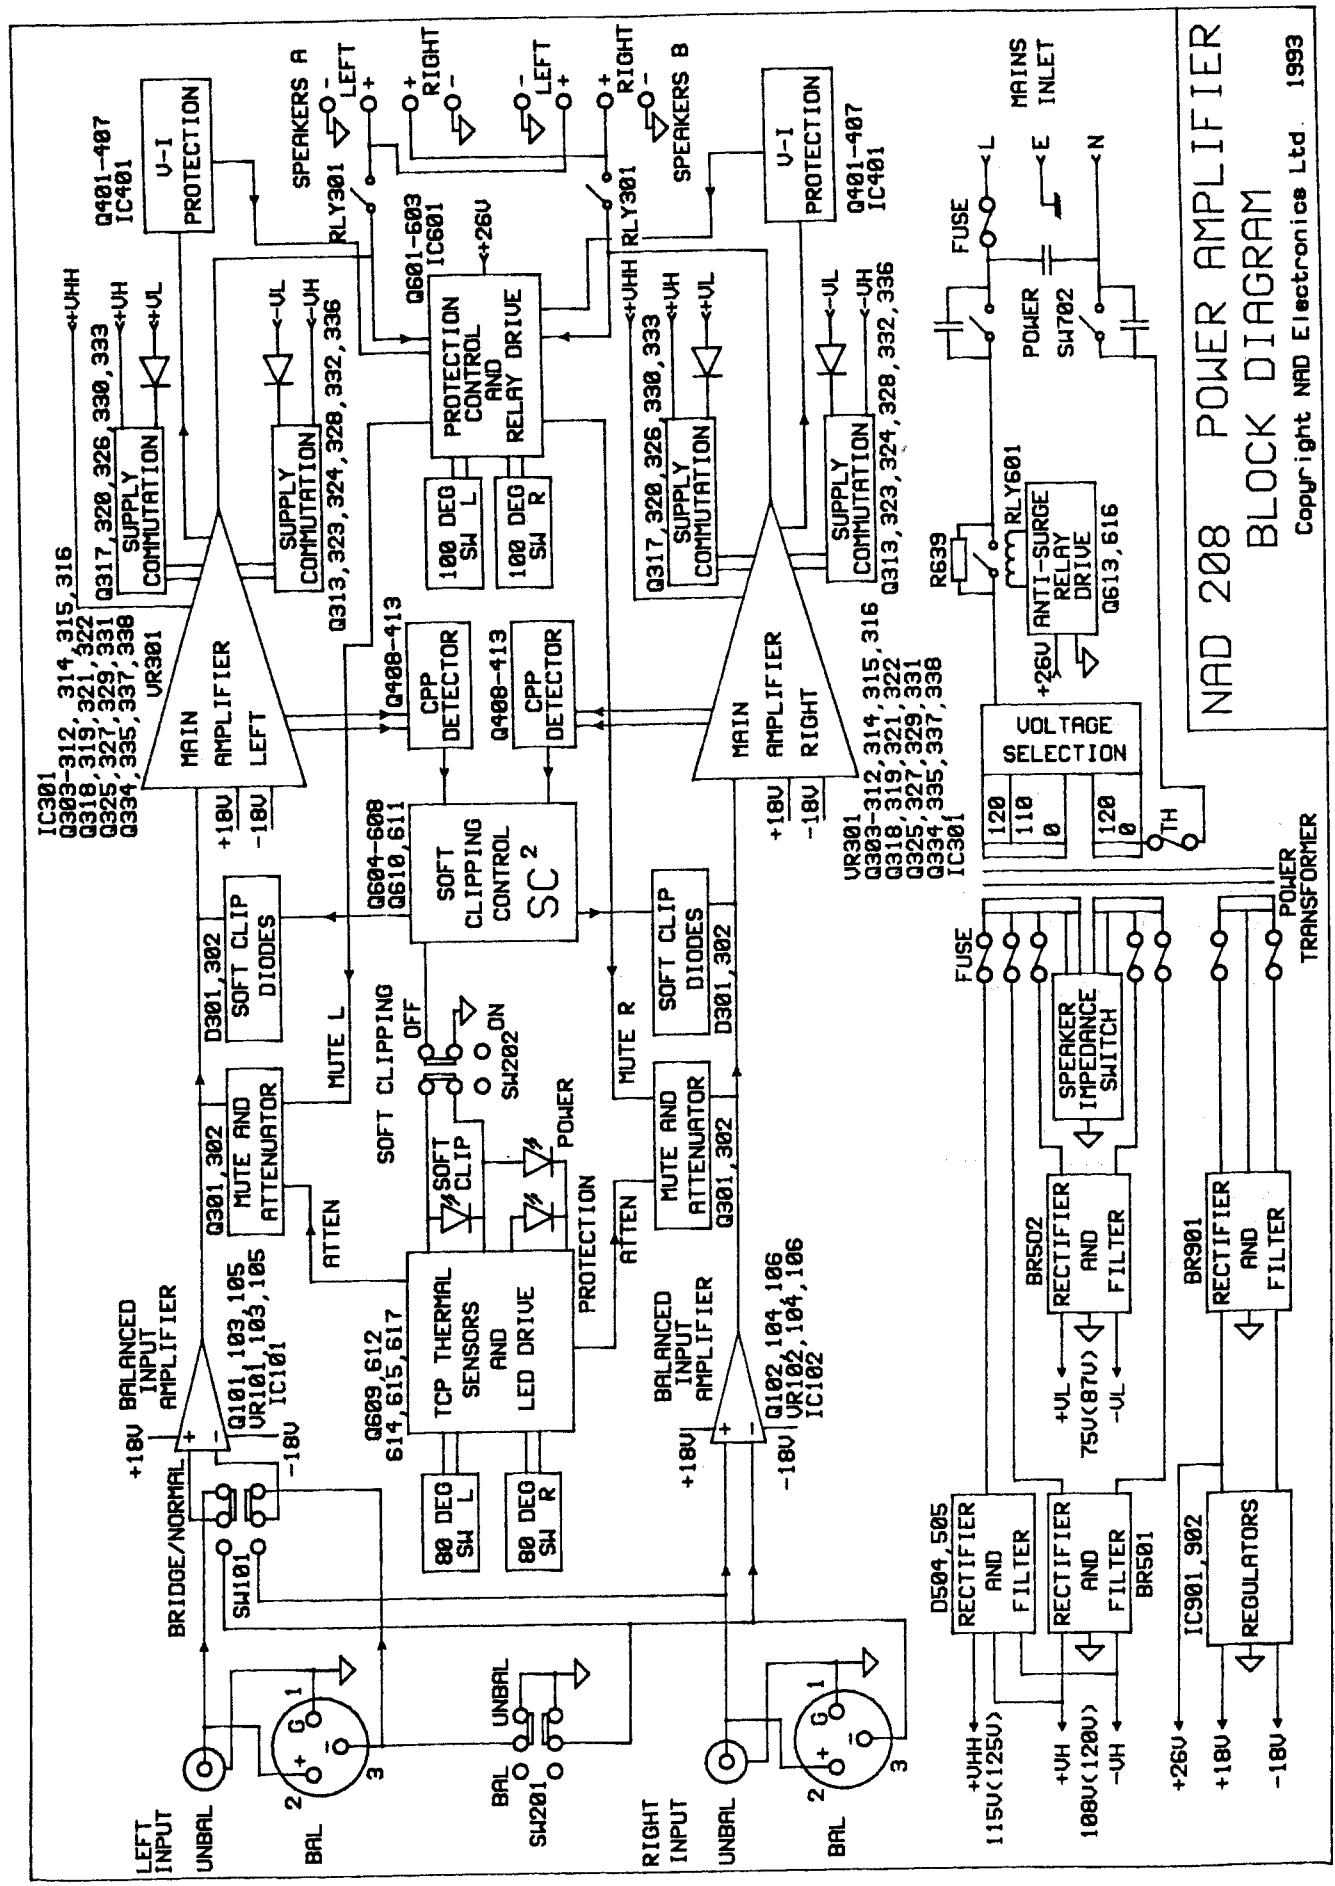 LEFT
INPUT
UNBAL
BAL
2
+
G
1
-
3
BRIDGE/NORMAL
SW101
+18V
BALANCED
INPUT
AMPLIFIER
+
-
Q101,103,105
VR101,103,105
IC101
-18V
Q301,302
MUTE AND
ATTENUATOR
ATTEN
D301,302
SOFT CLIP
DIODES
MUTE L
IC301
Q303-312, 314,315,316
Q318,319,321,322
Q325,327,329,331
Q334,335,337,338
VR301
MAIN
AMPLIFIER
LEFT
+18V
-18V
+VHH
Q317,320,326,330,333
SUPPLY
COMMUTATION
+VH
+VL
SUPPLY
COMMUTATION
-VL
-VH
Q313,323,324,328,332,336
Q401-407
IC401
V-I
PROTECTION
SPEAKERS A
-
LEFT
+
RLY301
+
RIGHT
-
-
LEFT
+
+
RIGHT
-
RLY301
SPEAKERS B
BAL
UNBAL
SW201
Q609,612
614,615,617
80 DEG
SW L
80 DEG
SW R
TCP THERMAL
SENSORS
AND
LED DRIVE
SOFT
CLIP
POWER
PROTECTION
ATTEN
SOFT CLIPPING
OFF
ON
SW202
MUTE R
Q604-608
Q610,611
SOFT
CLIPPING
CONTROL
SC²
Q408-413
CPP
DETECTOR
Q408-413
CPP
DETECTOR
100 DEG
SW L
100 DEG
SW R
PROTECTION
CONTROL
AND
RELAY DRIVE
Q601-603
IC601
+26V
RIGHT
INPUT
UNBAL
BAL
2
+
G
1
-
3
BALANCED
INPUT
AMPLIFIER
+18V
+
-
-18V
Q102,104,106
VR102,104,106
IC102
MUTE AND
ATTENUATOR
Q301,302
SOFT CLIP
DIODES
D301,302
MAIN
AMPLIFIER
RIGHT
+18V
-18V
VR301
Q303-312,314,315,316
Q318,319,321,322
Q325,327,329,331
Q334,335,337,338
IC301
+VHH
Q317,320,326,330,333
SUPPLY
COMMUTATION
+VH
+VL
SUPPLY
COMMUTATION
-VL
-VH
Q313,323,324,328,332,336
V-I
PROTECTION
Q401-407
IC401
+VHH
115V(125V)
+VH
108V(120V)
-VH
D504,505
RECTIFIER
AND
FILTER
RECTIFIER
AND
FILTER
BR501
+VL
75V(87V)
-VL
BR502
RECTIFIER
AND
FILTER
SPEAKER
IMPEDANCE
SWITCH
FUSE
+26V
+18V
-18V
IC901,902
REGULATORS
BR901
RECTIFIER
AND
FILTER
POWER
TRANSFORMER
120
110
0
120
0
TH
VOLTAGE
SELECTION
+26V
ANTI-SURGE
RELAY
DRIVE
Q613,616
R639
RLY601
POWER
SW702
FUSE
L
E
N
MAINS
INLET
NAD 208 POWER AMPLIFIER
BLOCK DIAGRAM
Copyright NAD Electronics Ltd. 1993